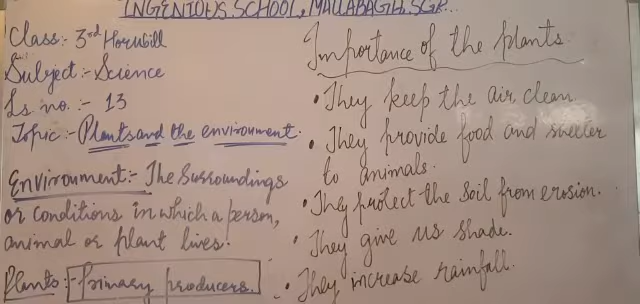 INGENIOUS SCHOOL, MALLABAGH, SGR...
Class:- 3rd Hornbill
Subject:- Science
Ls no. :- 13
Topic:- Plants and the environment.
Environment:- The Surroundings
or conditions in which a person,
animal or plant lives.
Plants:- Primary producers.
Importance of the plants
• They keep the air clean.
• They provide food and shelter
to animals.
• They protect the soil from erosion.
• They give us shade.
• They increase rainfall.